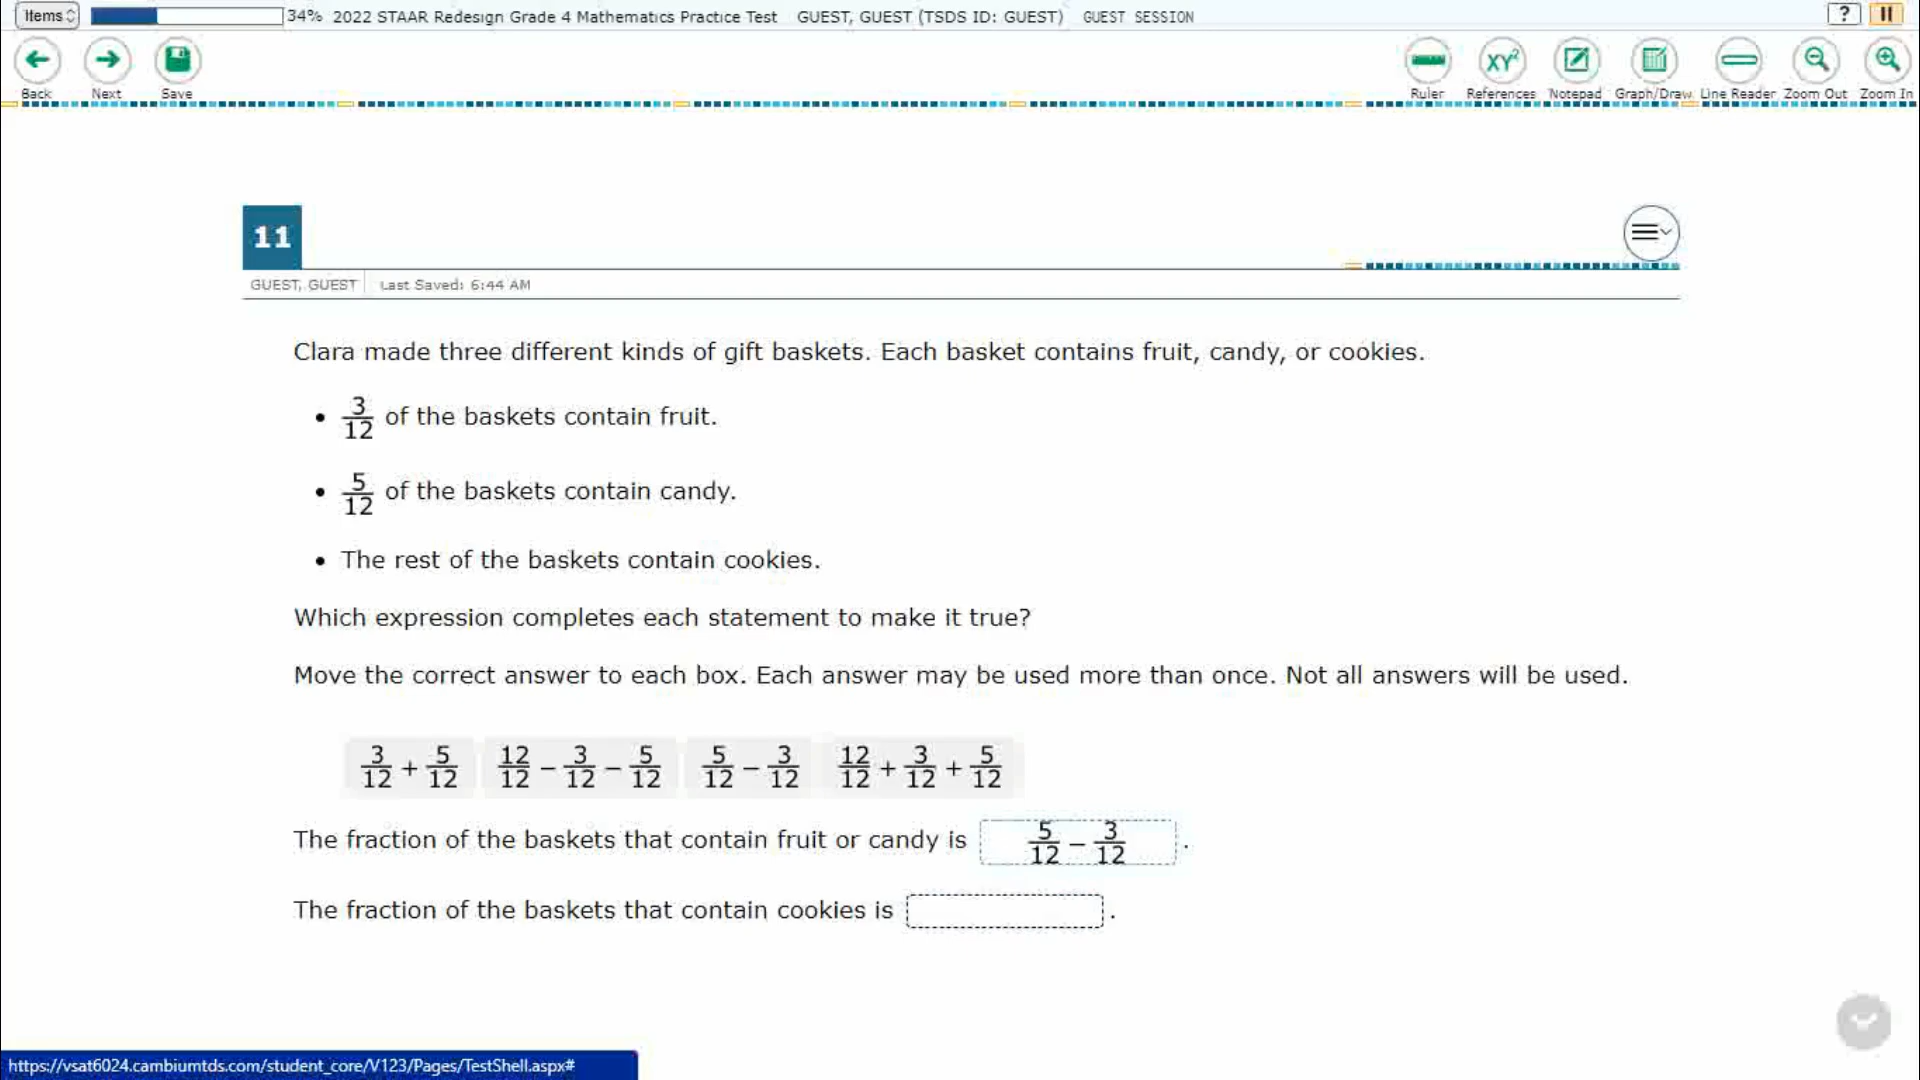 Items 34% 2022 STAAR Redesign Grade 4 Mathematics Practice Test GUEST, GUEST (TSDS ID: GUEST) GUEST SESSION ?
Back Next Save Ruler References Notepad Graph/Draw Line Reader Zoom Out Zoom In
XY²
11
GUEST, GUEST Last Saved: 6:44 AM
Clara made three different kinds of gift baskets. Each basket contains fruit, candy, or cookies.
• 3/12 of the baskets contain fruit.
• 5/12 of the baskets contain candy.
• The rest of the baskets contain cookies.
Which expression completes each statement to make it true?
Move the correct answer to each box. Each answer may be used more than once. Not all answers will be used.
3/12 + 5/12 12/12 − 3/12 − 5/12 5/12 − 3/12 12/12 + 3/12 + 5/12
The fraction of the baskets that contain fruit or candy is 5/12 − 3/12 .
The fraction of the baskets that contain cookies is .
https://vsat6024.cambiumtds.com/student_core/V123/Pages/TestShell.aspx#